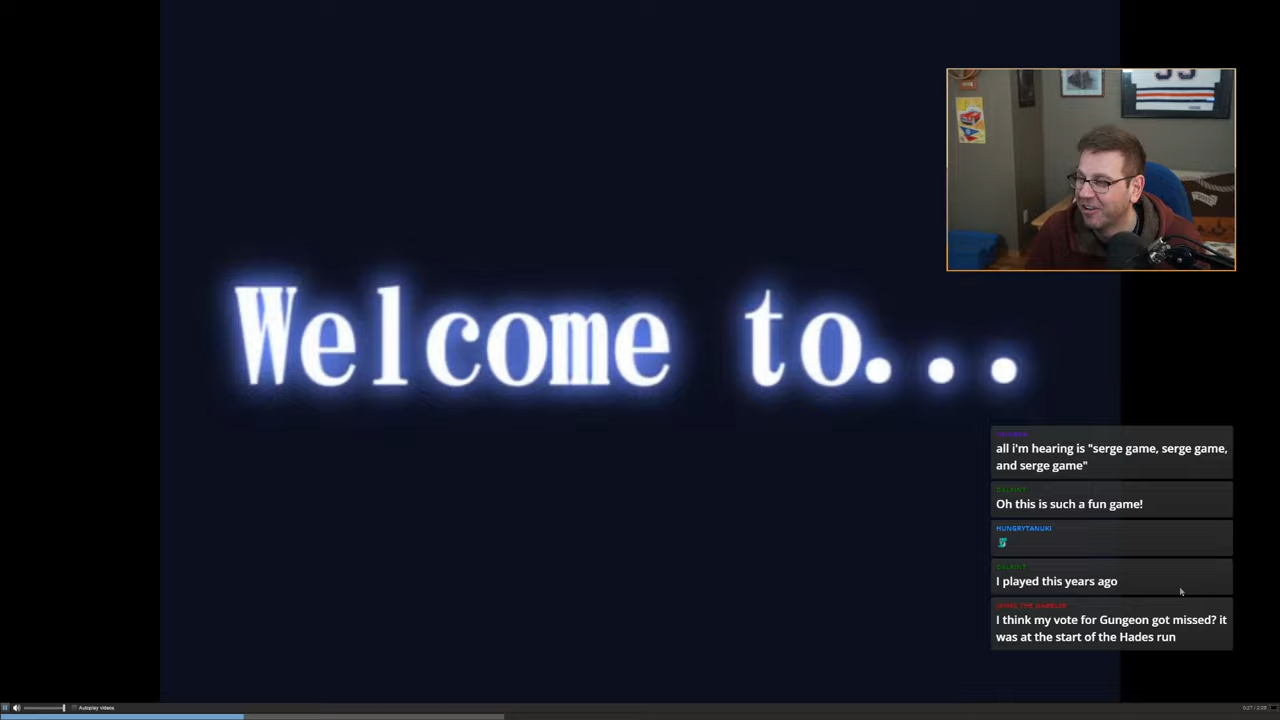 Welcome to...
all i'm hearing is "serge game, serge game,
and serge game"
Oh this is such a fun game!
HUNGRYTANUKI
I played this years ago
I think my vote for Gungeon got missed? it
was at the start of the Hades run
Autoplay videos